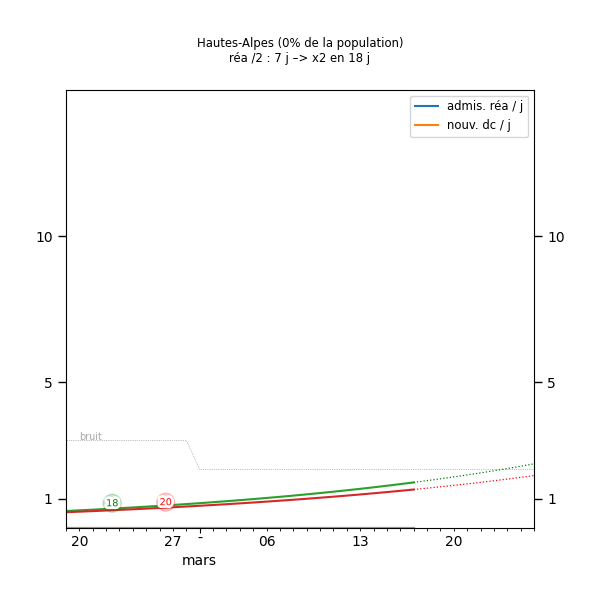 Hautes-Alpes (0% de la population)
réa /2 : 7 j –> x2 en 18 j
admis. réa / j
nouv. dc / j
10 10
5 5
bruit
1 18 20 1
20 27 - 06 13 20
mars